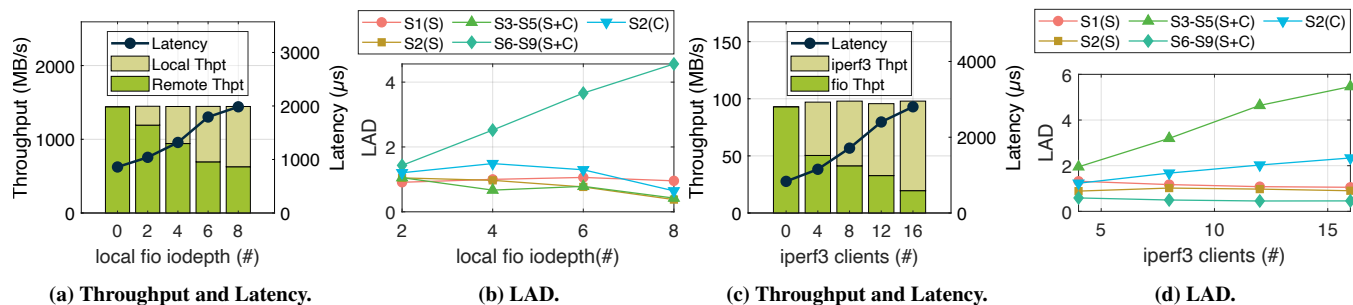 Throughput (MB/s)
2000
1000
0
Latency
Local Thpt
Remote Thpt
3000
2000
1000
0
Latency (μs)
0 2 4 6 8
local fio iodepth (#)
(a) Throughput and Latency.
S1(S) S3-S5(S+C) S2(C)
S2(S) S6-S9(S+C)
LAD
4
2
0
2 4 6 8
local fio iodepth(#)
(b) LAD.
Throughput (MB/s)
150
100
50
0
Latency
iperf3 Thpt
fio Thpt
4000
2000
0
Latency (μs)
0 4 8 12 16
iperf3 clients (#)
(c) Throughput and Latency.
S1(S) S3-S5(S+C) S2(C)
S2(S) S6-S9(S+C)
LAD
6
4
2
0
5 10 15
iperf3 clients (#)
(d) LAD.